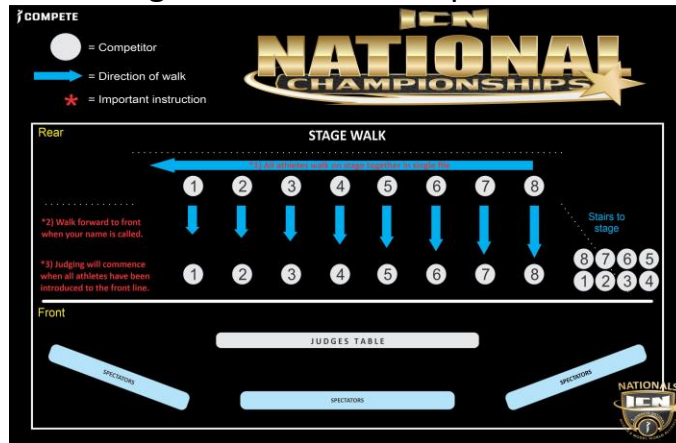 COMPETE
ICN
NATIONAL
CHAMPIONSHIPS
= Competitor
= Direction of walk
* = Important instruction
Rear
STAGE WALK
*1) All athletes walk on stage together in single file
1 2 3 4 5 6 7 8
*2) Walk forward to front
when your name is called.
Stairs to
stage
*3) Judging will commence
when all athletes have been
introduced to the front line.
1 2 3 4 5 6 7 8
8 7 6 5
1 2 3 4
Front
JUDGES TABLE
SPECTATORS
SPECTATORS
SPECTATORS
NATIONALS
ICN